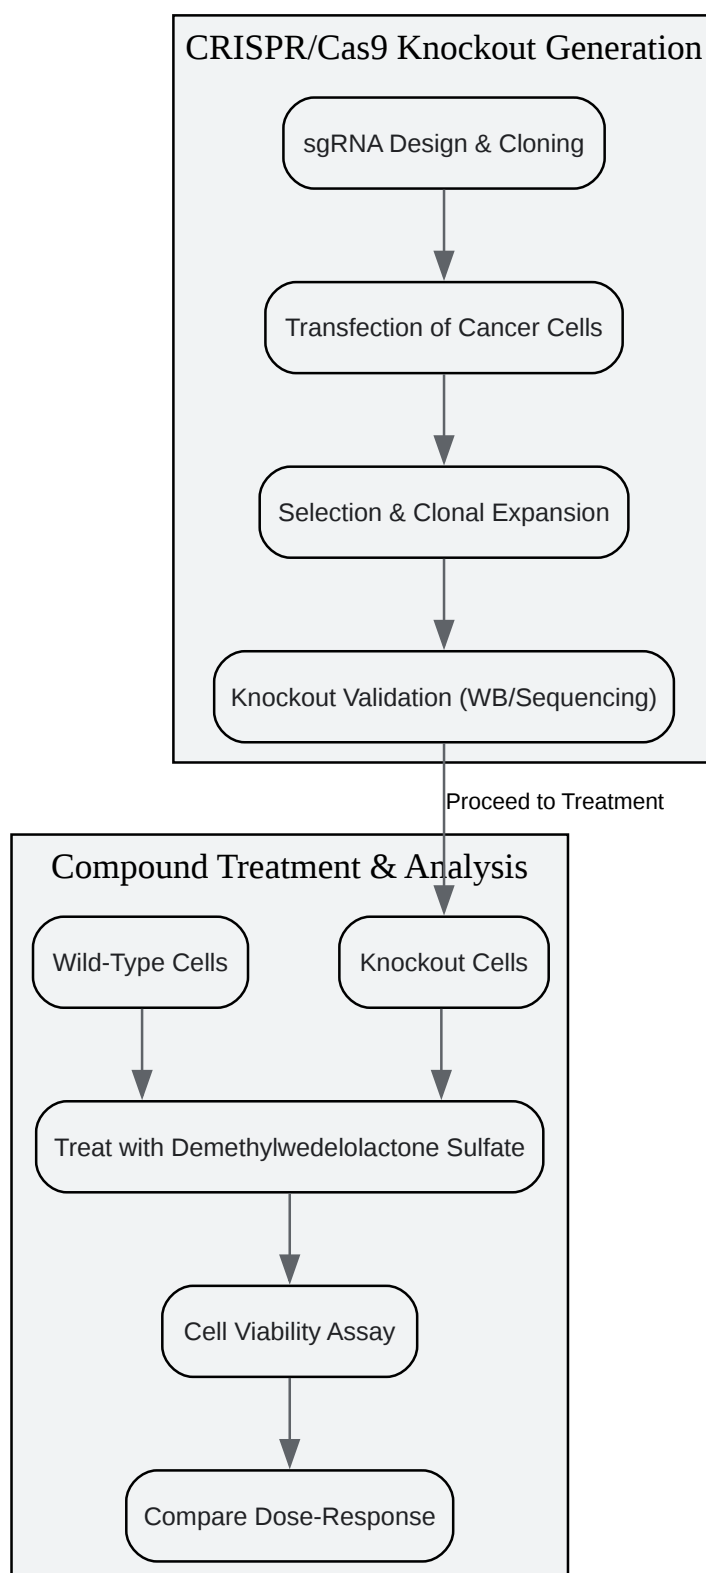 CRISPR/Cas9 Knockout Generation
sgRNA Design & Cloning
Transfection of Cancer Cells
Selection & Clonal Expansion
Knockout Validation (WB/Sequencing)
Proceed to Treatment
Compound Treatment & Analysis
Wild-Type Cells
Knockout Cells
Treat with Demethylwedelolactone Sulfate
Cell Viability Assay
Compare Dose-Response